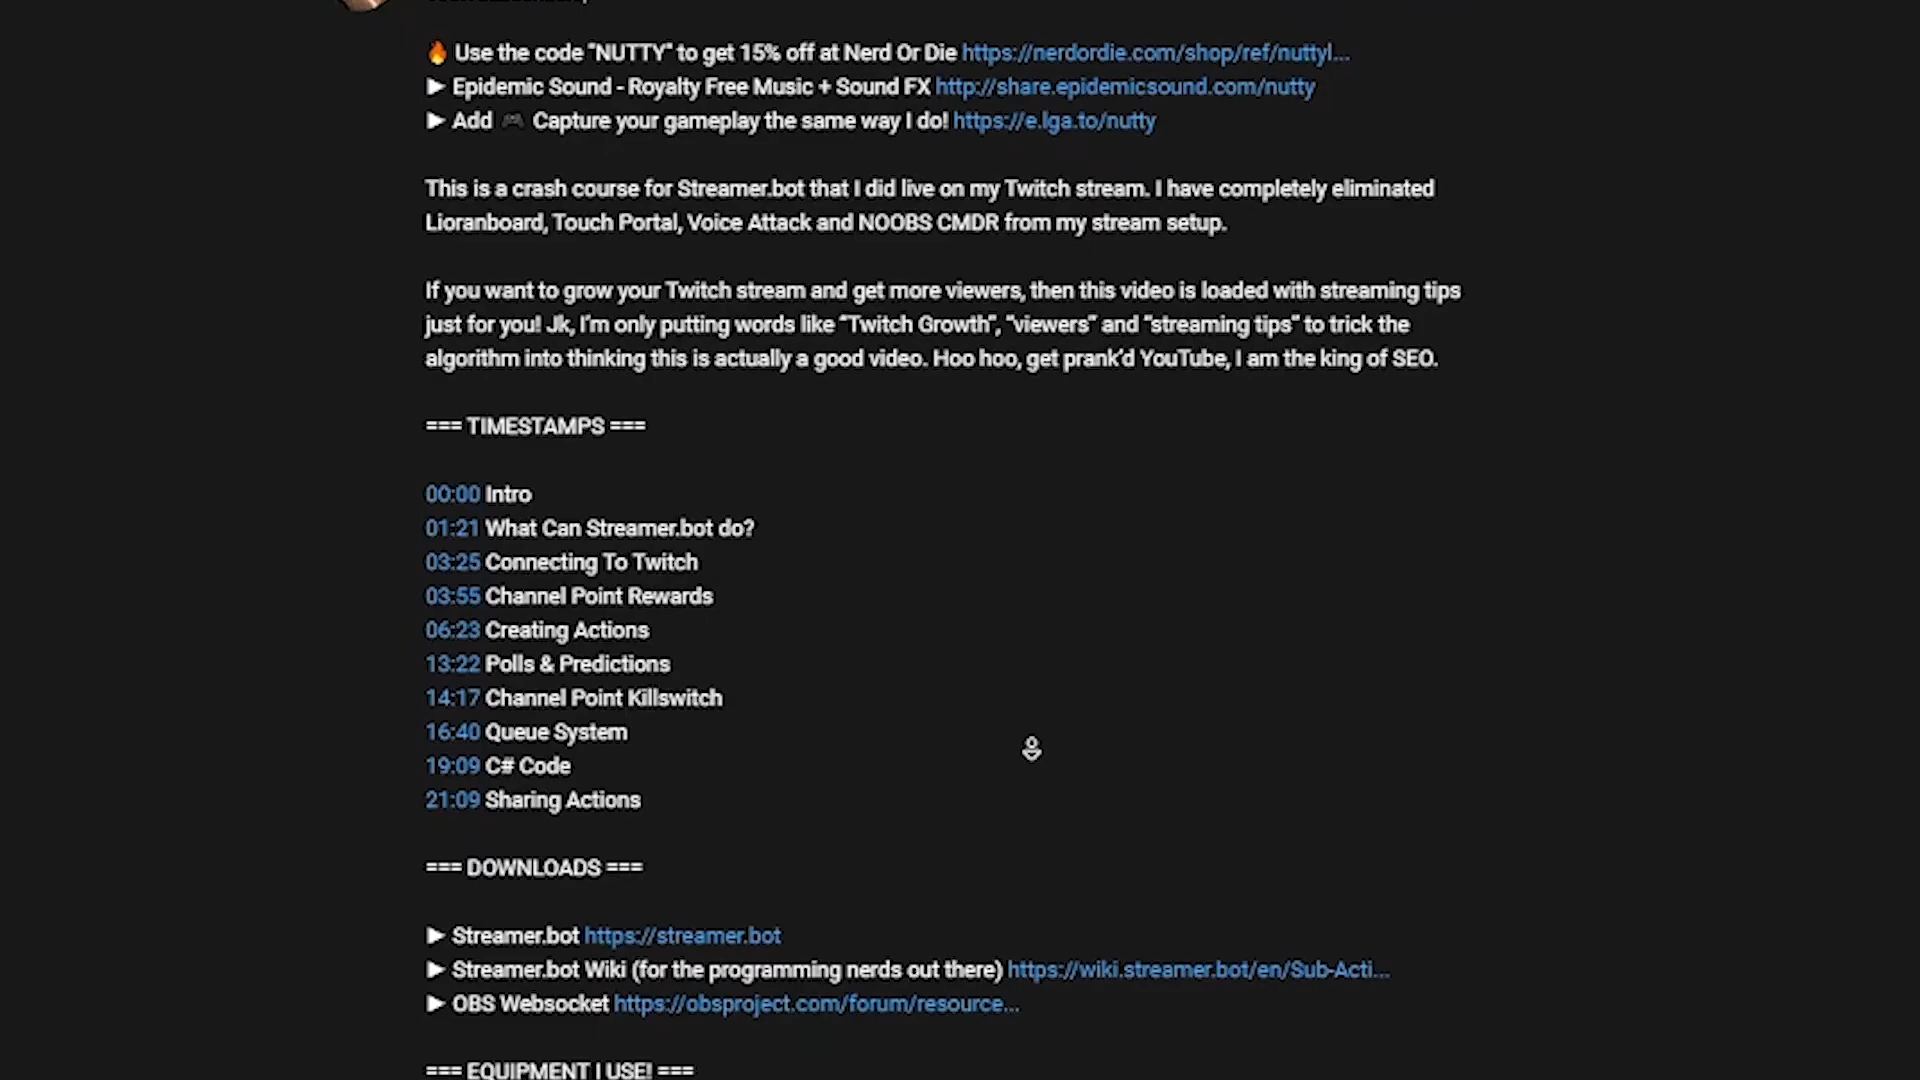 🔥 Use the code "NUTTY" to get 15% off at Nerd Or Die https://nerdordie.com/shop/ref/nuttyl...
► Epidemic Sound - Royalty Free Music + Sound FX http://share.epidemicsound.com/nutty
► Add 🎮 Capture your gameplay the same way I do! https://e.lga.to/nutty
This is a crash course for Streamer.bot that I did live on my Twitch stream. I have completely eliminated
Lioranboard, Touch Portal, Voice Attack and NOOBS CMDR from my stream setup.
If you want to grow your Twitch stream and get more viewers, then this video is loaded with streaming tips
just for you! Jk, I'm only putting words like "Twitch Growth", "viewers" and "streaming tips" to trick the
algorithm into thinking this is actually a good video. Hoo hoo, get prank'd YouTube, I am the king of SEO.
=== TIMESTAMPS ===
00:00 Intro
01:21 What Can Streamer.bot do?
03:25 Connecting To Twitch
03:55 Channel Point Rewards
06:23 Creating Actions
13:22 Polls & Predictions
14:17 Channel Point Killswitch
16:40 Queue System
19:09 C# Code
21:09 Sharing Actions
=== DOWNLOADS ===
► Streamer.bot https://streamer.bot
► Streamer.bot Wiki (for the programming nerds out there) https://wiki.streamer.bot/en/Sub-Acti...
► OBS Websocket https://obsproject.com/forum/resource...
=== EQUIPMENT I USE! ===